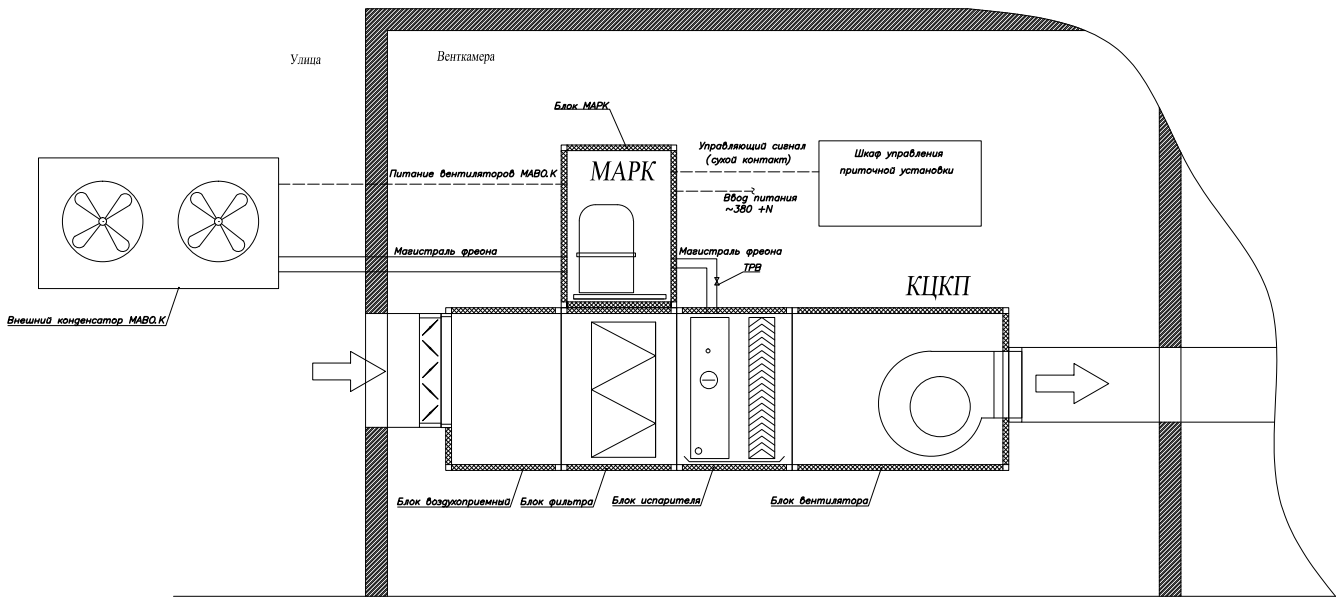 Улица
Венткамера
Блок МАРК
МАРК
Управляющий сигнал
(сухой контакт)
Шкаф управления
приточной установки
Питание вентиляторов МАВО.К
Ввод питания
~380 +N
Магистраль фреона
Магистраль фреона
ТРВ
КЦКП
Внешний конденсатор МАВО.К
Блок воздухоприемный
Блок фильтра
Блок испарителя
Блок вентилятора